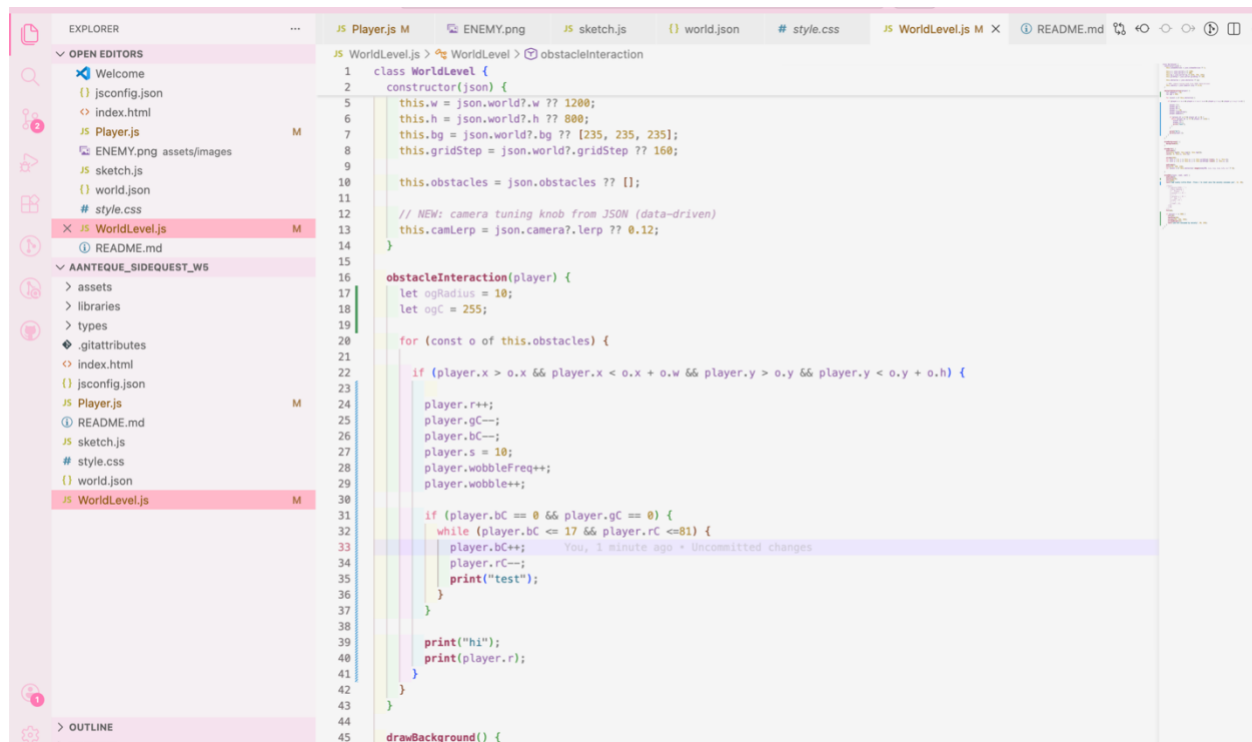 EXPLORER
OPEN EDITORS
Welcome
{} jsconfig.json
<> index.html
JS Player.js M
ENEMY.png assets/images
JS sketch.js
{} world.json
# style.css
JS WorldLevel.js M
README.md
AANTEQUE_SIDEQUEST_W5
assets
libraries
types
.gitattributes
<> index.html
{} jsconfig.json
JS Player.js M
README.md
JS sketch.js
# style.css
{} world.json
JS WorldLevel.js M
OUTLINE
2
1
JS Player.js M ENEMY.png JS sketch.js {} world.json # style.css JS WorldLevel.js M README.md
JS WorldLevel.js > WorldLevel > obstacleInteraction
1 class WorldLevel {
2 constructor(json) {
5 this.w = json.world?.w ?? 1200;
6 this.h = json.world?.h ?? 800;
7 this.bg = json.world?.bg ?? [235, 235, 235];
8 this.gridStep = json.world?.gridStep ?? 160;
9
10 this.obstacles = json.obstacles ?? [];
11
12 // NEW: camera tuning knob from JSON (data-driven)
13 this.camLerp = json.camera?.lerp ?? 0.12;
14 }
15
16 obstacleInteraction(player) {
17 let ogRadius = 10;
18 let ogC = 255;
19
20 for (const o of this.obstacles) {
21
22 if (player.x > o.x && player.x < o.x + o.w && player.y > o.y && player.y < o.y + o.h) {
23
24 player.r++;
25 player.gC--;
26 player.bC--;
27 player.s = 10;
28 player.wobbleFreq++;
29 player.wobble++;
30
31 if (player.bC == 0 && player.gC == 0) {
32 while (player.bC <= 17 && player.rC <=81) {
33 player.bC++; You, 1 minute ago • Uncommitted changes
34 player.rC--;
35 print("test");
36 }
37 }
38
39 print("hi");
40 print(player.r);
41 }
42 }
43 }
44
45 drawBackground() {